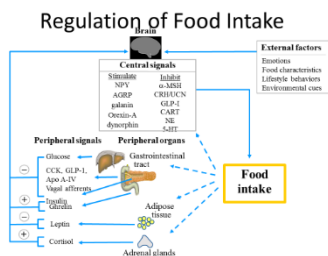 Regulation of Food Intake
Brain
External factors
Emotions
Food characteristics
Lifestyle behaviors
Environmental cues
Central signals
Stimulate
NPY
AGRP
galanin
Orexin-A
dynorphin
Inhibit
α-MSH
CRH/UCN
GLP-I
CART
NE
5-HT
Peripheral signals
Peripheral organs
Glucose
CCK, GLP-1,
Apo A-IV
Vagal afferents
Insulin
Ghrelin
Leptin
Cortisol
−
+
−
+
Gastrointestinal
tract
Adipose
tissue
Adrenal glands
Food
intake